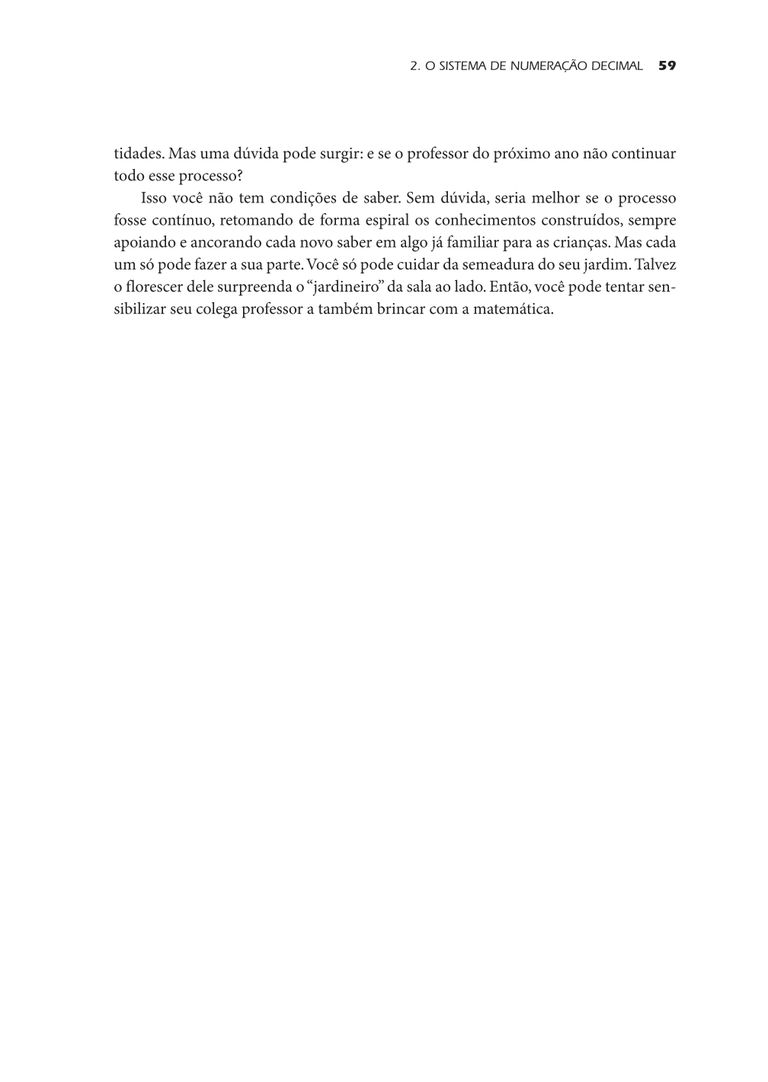 2. O SISTEMA DE NUMERAÇÃO DECIMAL 59
tidades. Mas uma dúvida pode surgir: e se o professor do próximo ano não continuar
todo esse processo?
Isso você não tem condições de saber. Sem dúvida, seria melhor se o processo
fosse contínuo, retomando de forma espiral os conhecimentos construídos, sempre
apoiando e ancorando cada novo saber em algo já familiar para as crianças. Mas cada
um só pode fazer a sua parte. Você só pode cuidar da semeadura do seu jardim. Talvez
o florescer dele surpreenda o “jardineiro” da sala ao lado. Então, você pode tentar sen-
sibilizar seu colega professor a também brincar com a matemática.